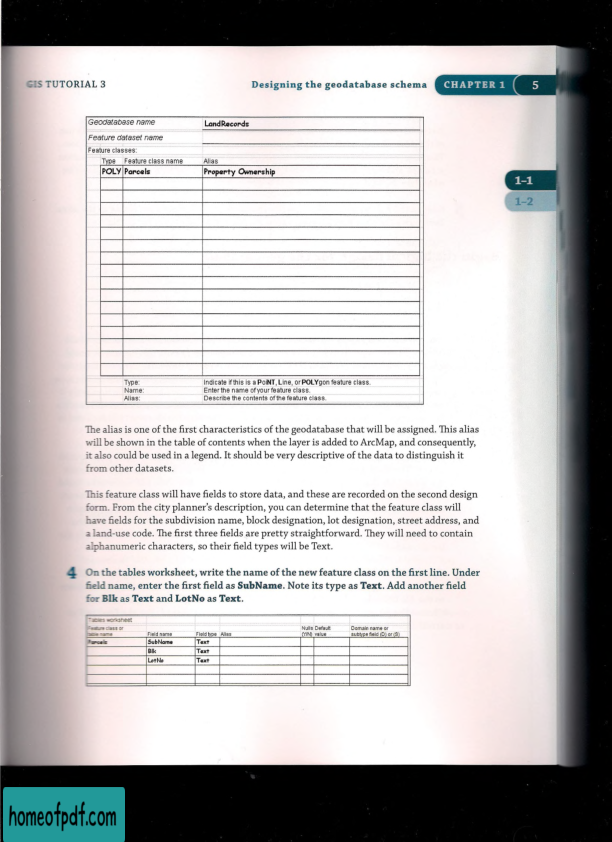 GIS TUTORIAL 3 Designing the geodatabase schema CHAPTER 1 5
Geodatabase name LandRecords
Feature dataset name
Feature classes:
Type Feature class name Alias
POLY Parcels Property Ownership
1-1
1-2
Type: Indicate if this is a PoiNT, Line, or POLYgon feature class.
Name: Enter the name of your feature class.
Alias: Describe the contents of the feature class.
The alias is one of the first characteristics of the geodatabase that will be assigned. This alias
will be shown in the table of contents when the layer is added to ArcMap, and consequently,
it also could be used in a legend. It should be very descriptive of the data to distinguish it
from other datasets.
This feature class will have fields to store data, and these are recorded on the second design
form. From the city planner's description, you can determine that the feature class will
have fields for the subdivision name, block designation, lot designation, street address, and
a land-use code. The first three fields are pretty straightforward. They will need to contain
alphanumeric characters, so their field types will be Text.
4 On the tables worksheet, write the name of the new feature class on the first line. Under
field name, enter the first field as SubName. Note its type as Text. Add another field
for Blk as Text and LotNo as Text.
Tables worksheet
Feature class or Nulls Default Domain name or
table name Field name Field type Alias (Y/N) value subtype field (D) or (S)
Parcels SubName Text
Blk Text
LotNo Text
homeofpdf.com